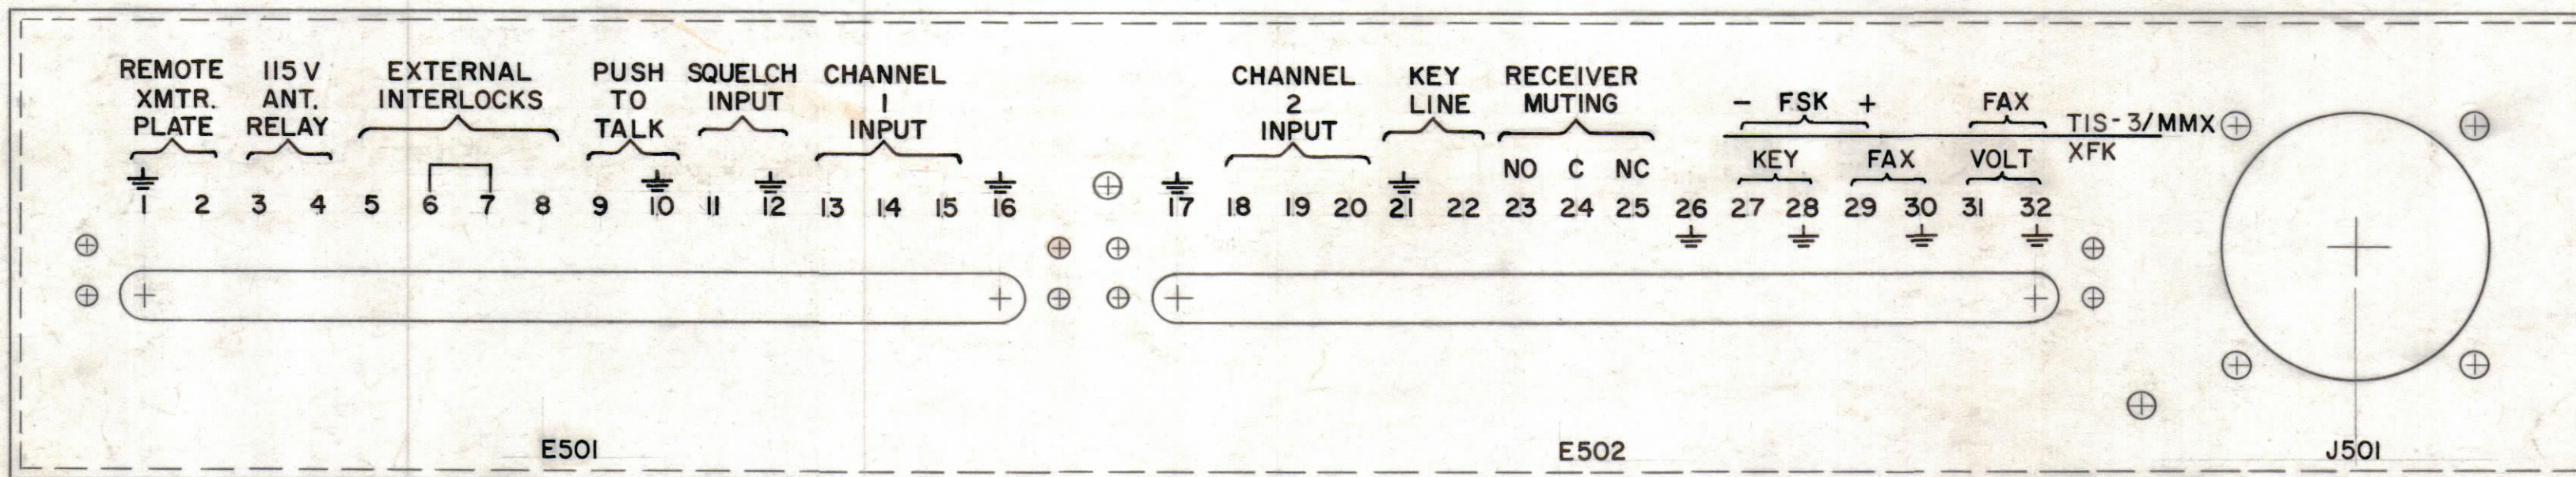 REMOTE
XMTR.
PLATE
115 V
ANT.
RELAY
EXTERNAL
INTERLOCKS
PUSH
TO
TALK
SQUELCH
INPUT
CHANNEL
1
INPUT
1 2 3 4 5 6 7 8 9 10 11 12 13 14 15 16
E501
CHANNEL
2
INPUT
KEY
LINE
RECEIVER
MUTING
NO C NC
- FSK +
FAX
TIS-3/MMX
KEY
FAX
VOLT
XFK
17 18 19 20 21 22 23 24 25 26 27 28 29 30 31 32
E502
J501